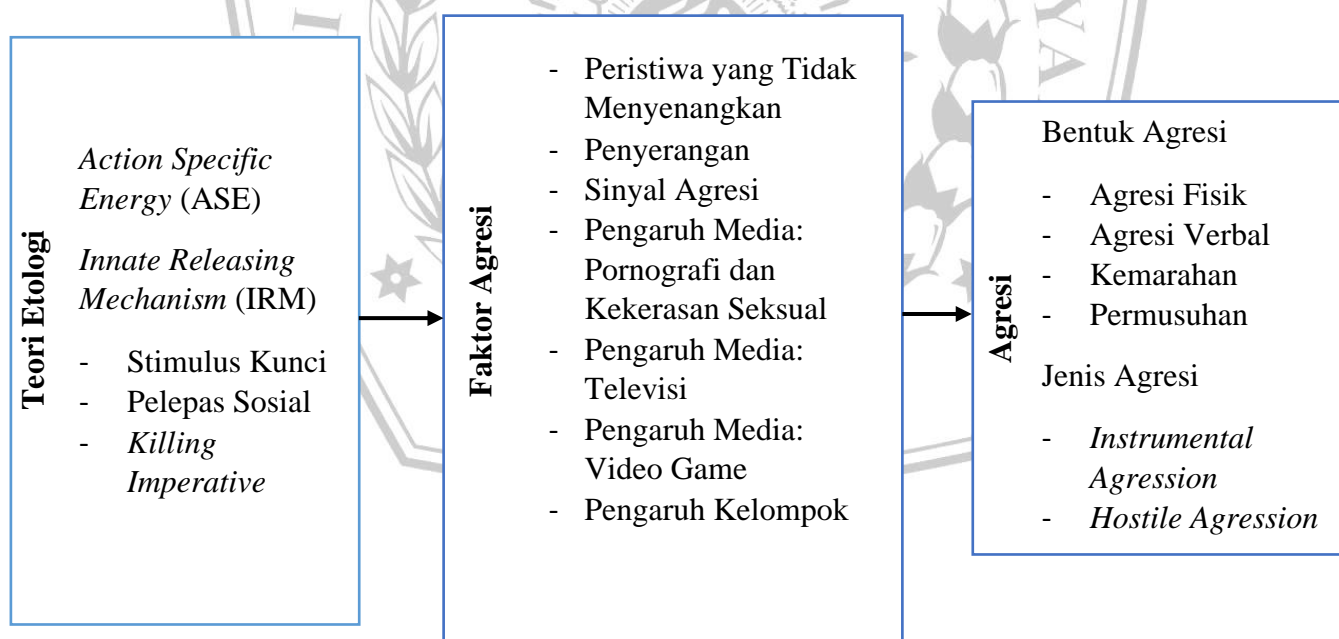 Teori Etologi
Action Specific
Energy (ASE)
Innate Releasing
Mechanism (IRM)
- Stimulus Kunci
- Pelepas Sosial
- Killing
Imperative
Faktor Agresi
- Peristiwa yang Tidak
Menyenangkan
- Penyerangan
- Sinyal Agresi
- Pengaruh Media:
Pornografi dan
Kekerasan Seksual
- Pengaruh Media:
Televisi
- Pengaruh Media:
Video Game
- Pengaruh Kelompok
Agresi
Bentuk Agresi
- Agresi Fisik
- Agresi Verbal
- Kemarahan
- Permusuhan
Jenis Agresi
- Instrumental
Agression
- Hostile Agression